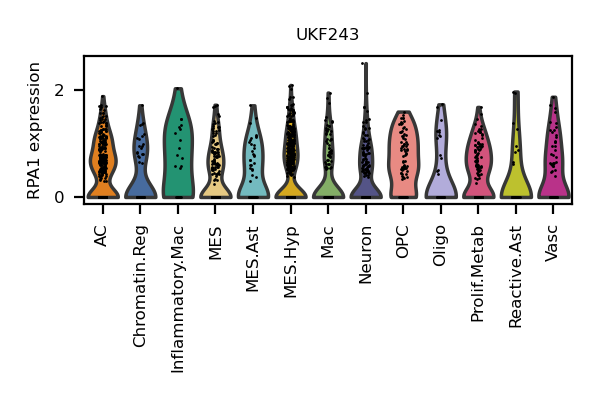 UKF243
RPA1 expression
2
0
AC
Chromatin.Reg
Inflammatory.Mac
MES
MES.Ast
MES.Hyp
Mac
Neuron
OPC
Oligo
Prolif.Metab
Reactive.Ast
Vasc